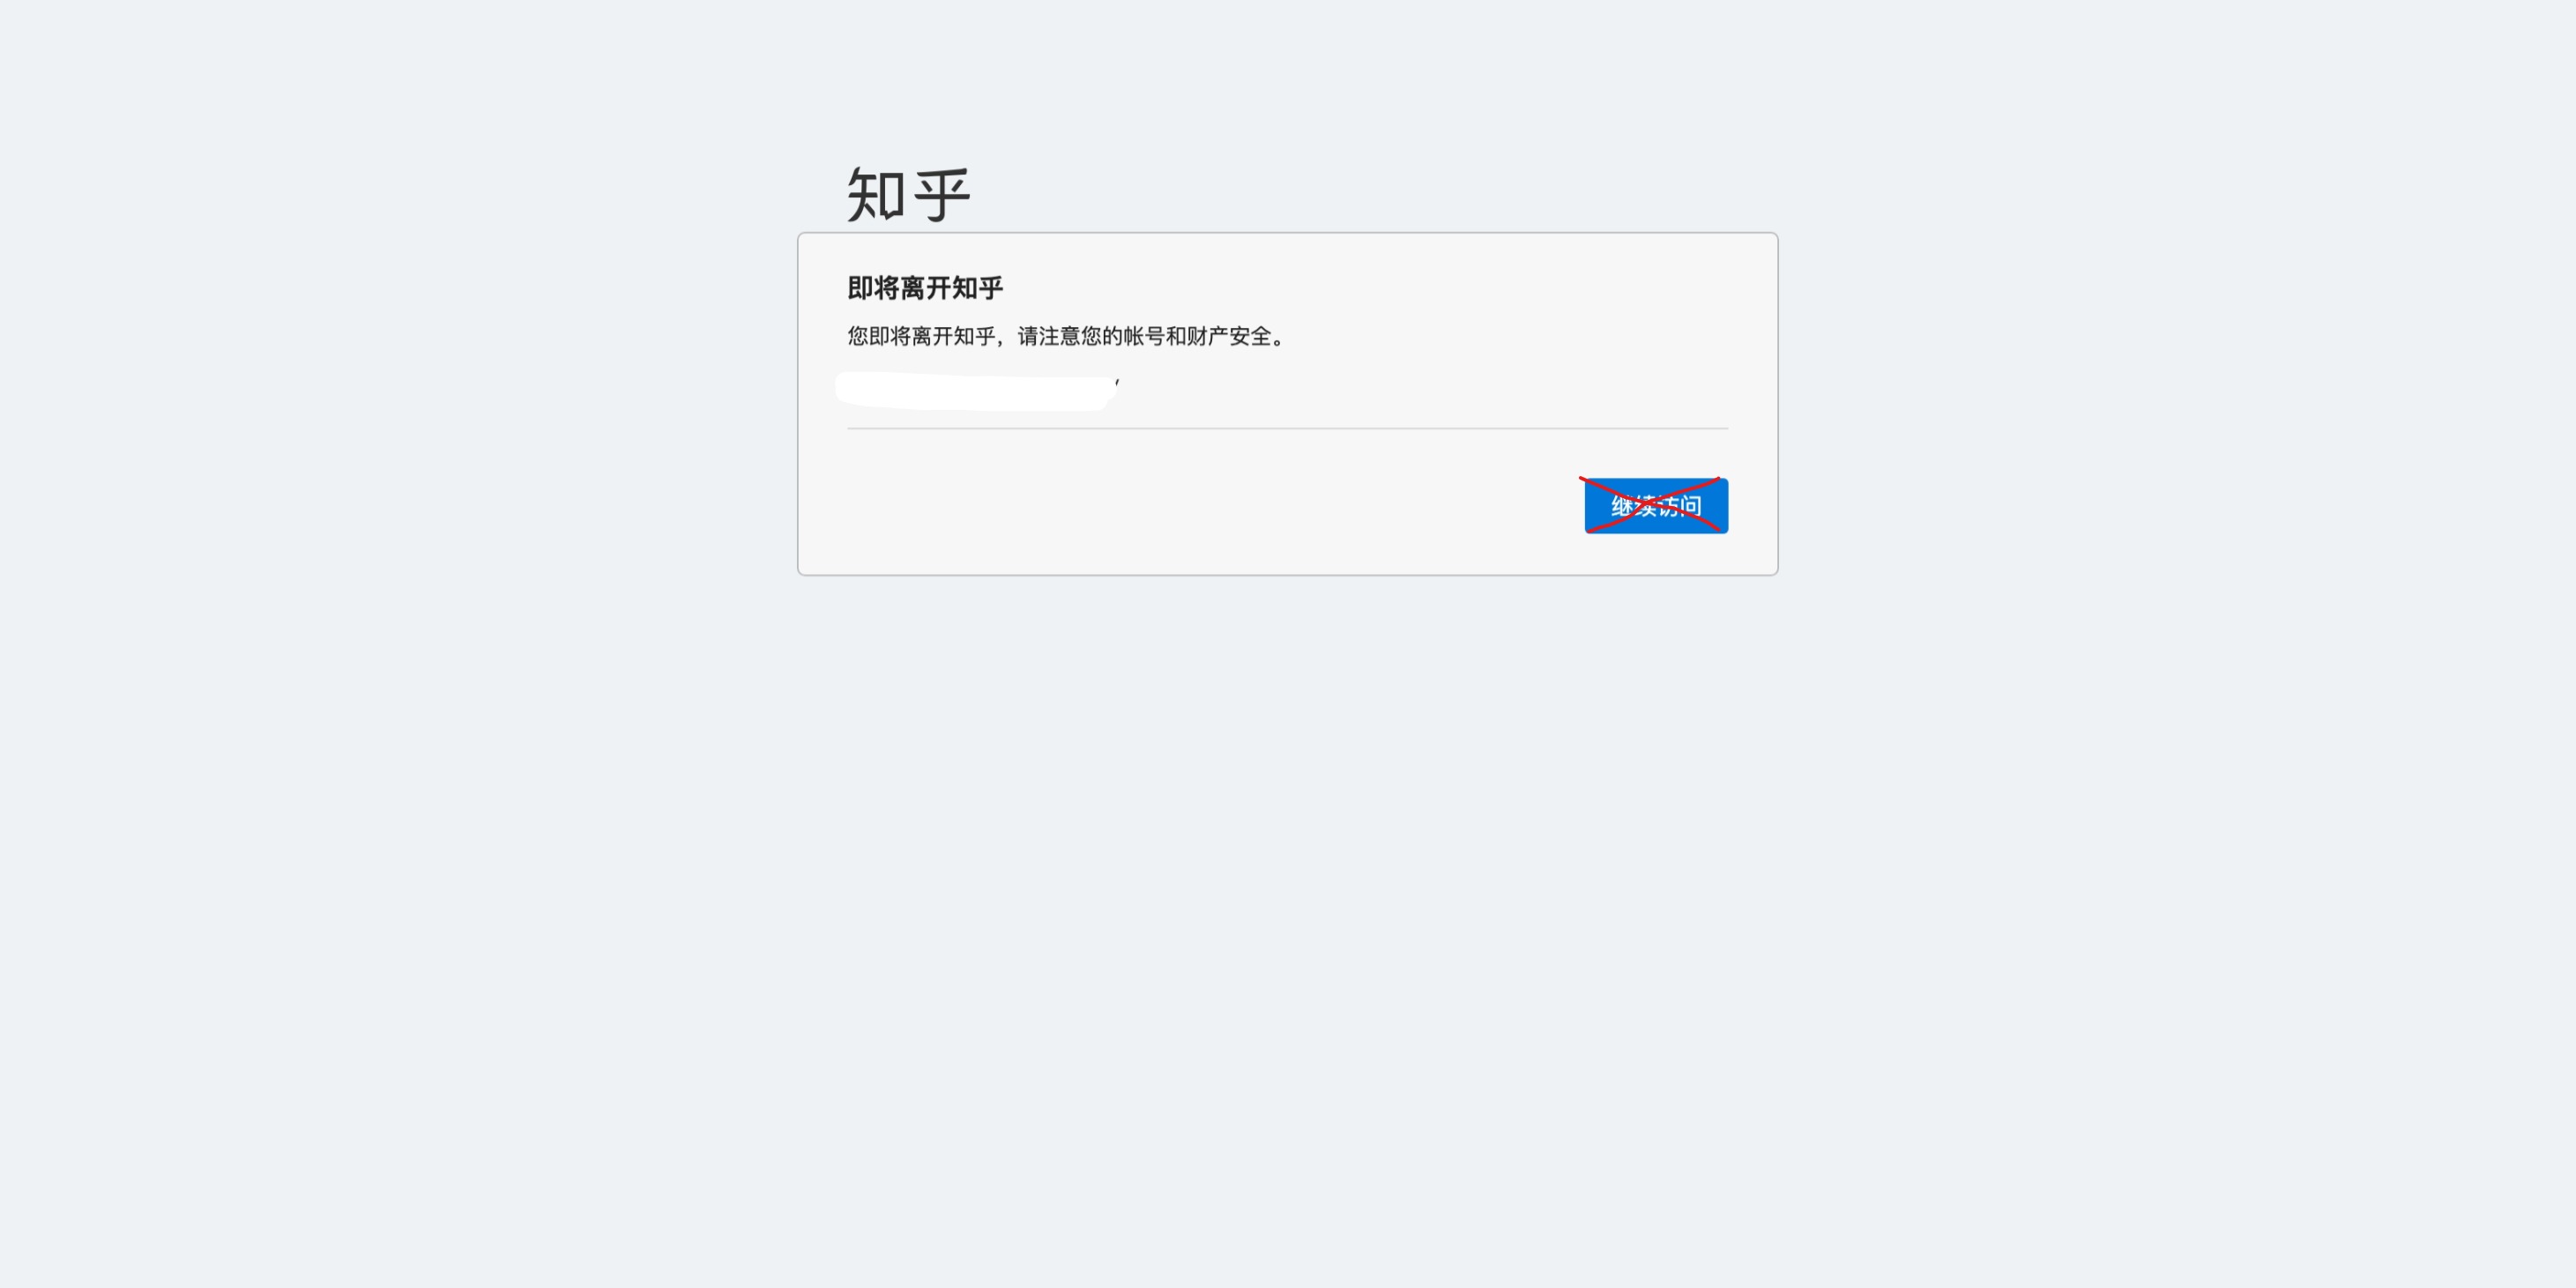 知乎
即将离开知乎
您即将离开知乎，请注意您的帐号和财产安全。
继续访问